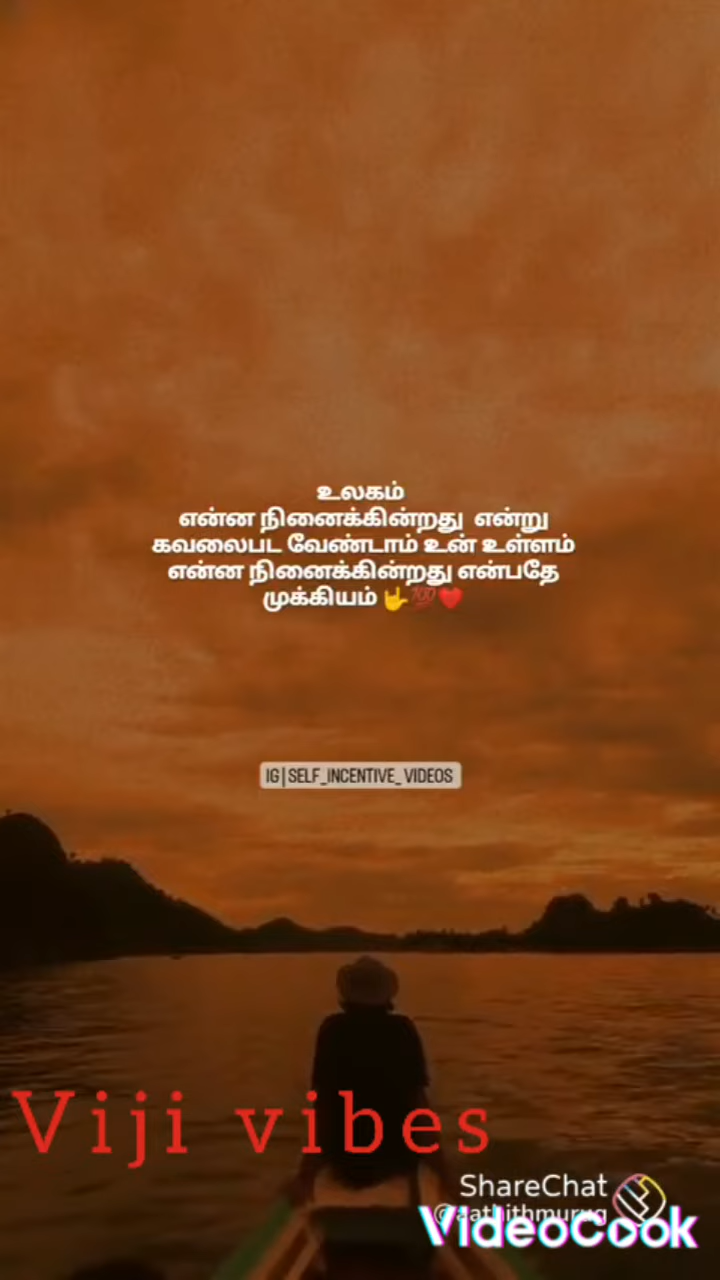 உலகம்
என்ன நினைக்கின்றது என்று
கவலைபட வேண்டாம் உன் உள்ளம்
என்ன நினைக்கின்றது என்பதே
முக்கியம் 🤟💯❤️
IG|SELF_INCENTIVE_VIDEOS
Viji vibes
ShareChat
VideoCook